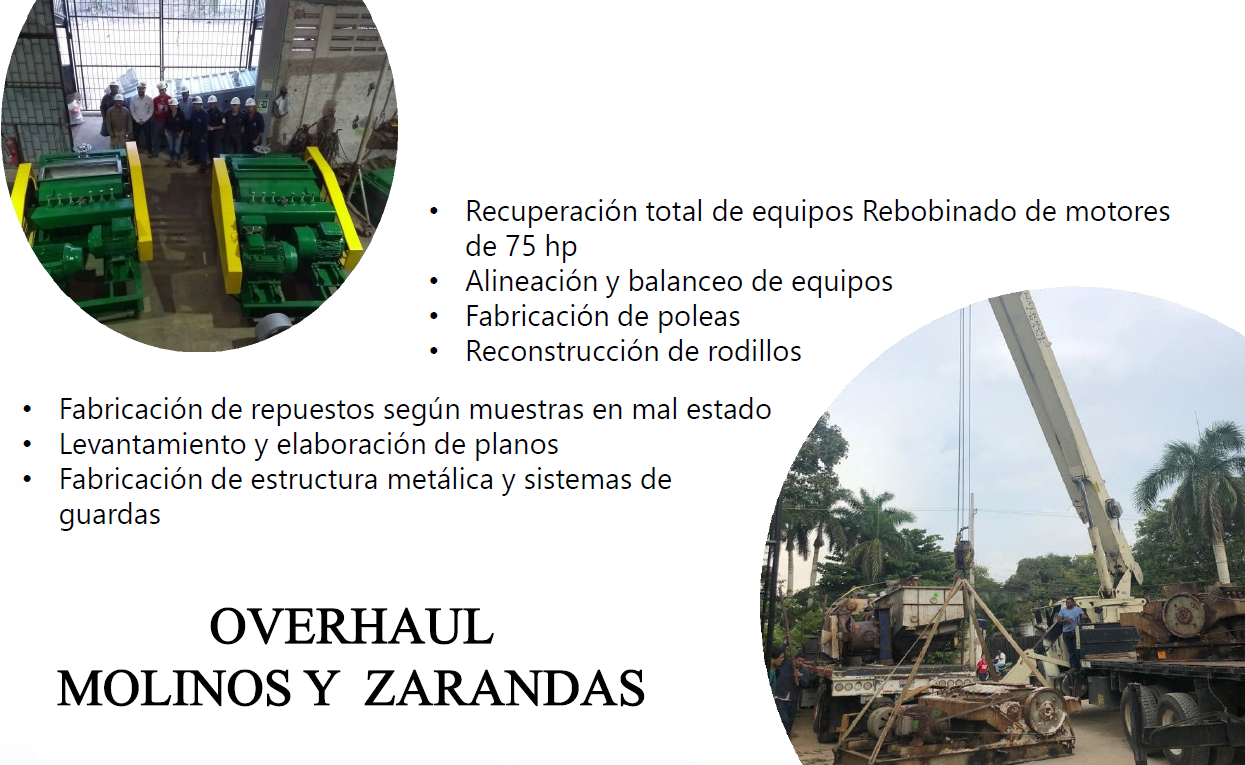 • Recuperación total de equipos Rebobinado de motores
de 75 hp
• Alineación y balanceo de equipos
• Fabricación de poleas
• Reconstrucción de rodillos
• Fabricación de repuestos según muestras en mal estado
• Levantamiento y elaboración de planos
• Fabricación de estructura metálica y sistemas de
guardas
OVERHAUL
MOLINOS Y ZARANDAS